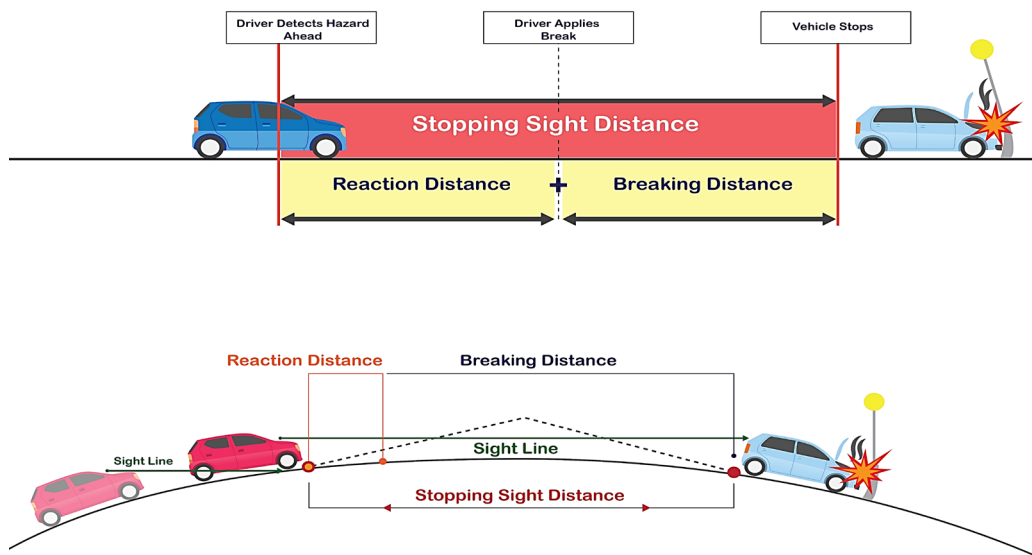 Driver Detects Hazard
Ahead
Driver Applies
Break
Vehicle Stops
Stopping Sight Distance
Reaction Distance
+
Breaking Distance
Reaction Distance
Breaking Distance
Sight Line
Sight Line
Stopping Sight Distance